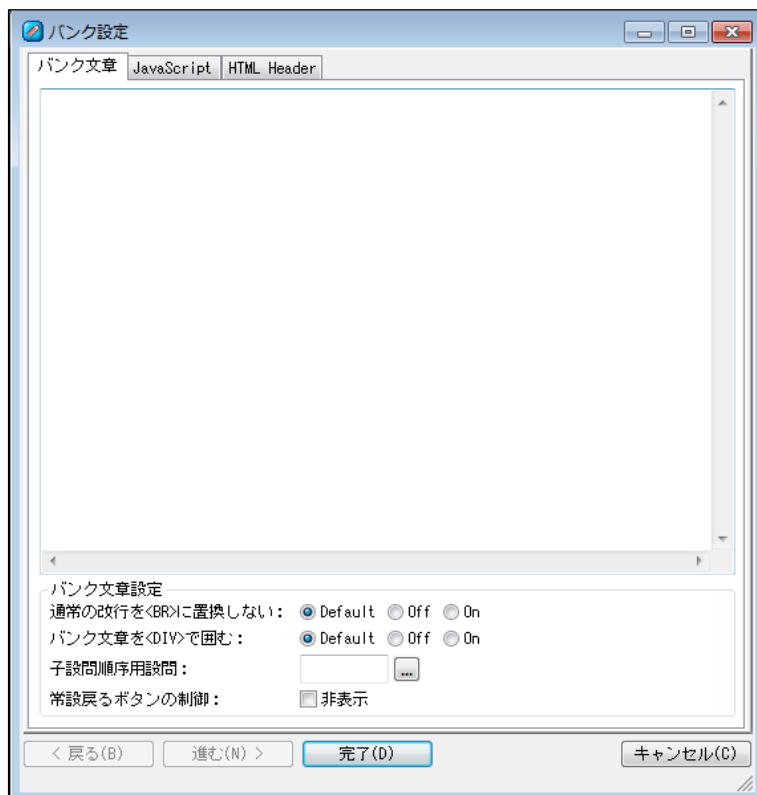 バンク設定
バンク文章 JavaScript HTML Header
バンク文章設定
通常の改行を<BR>に置換しない： Default Off On
バンク文章を<DIV>で囲む： Default Off On
子設問順序用設問： ...
常設戻るボタンの制御： 非表示
< 戻る(B) 進む(N) > 完了(D) キャンセル(C)